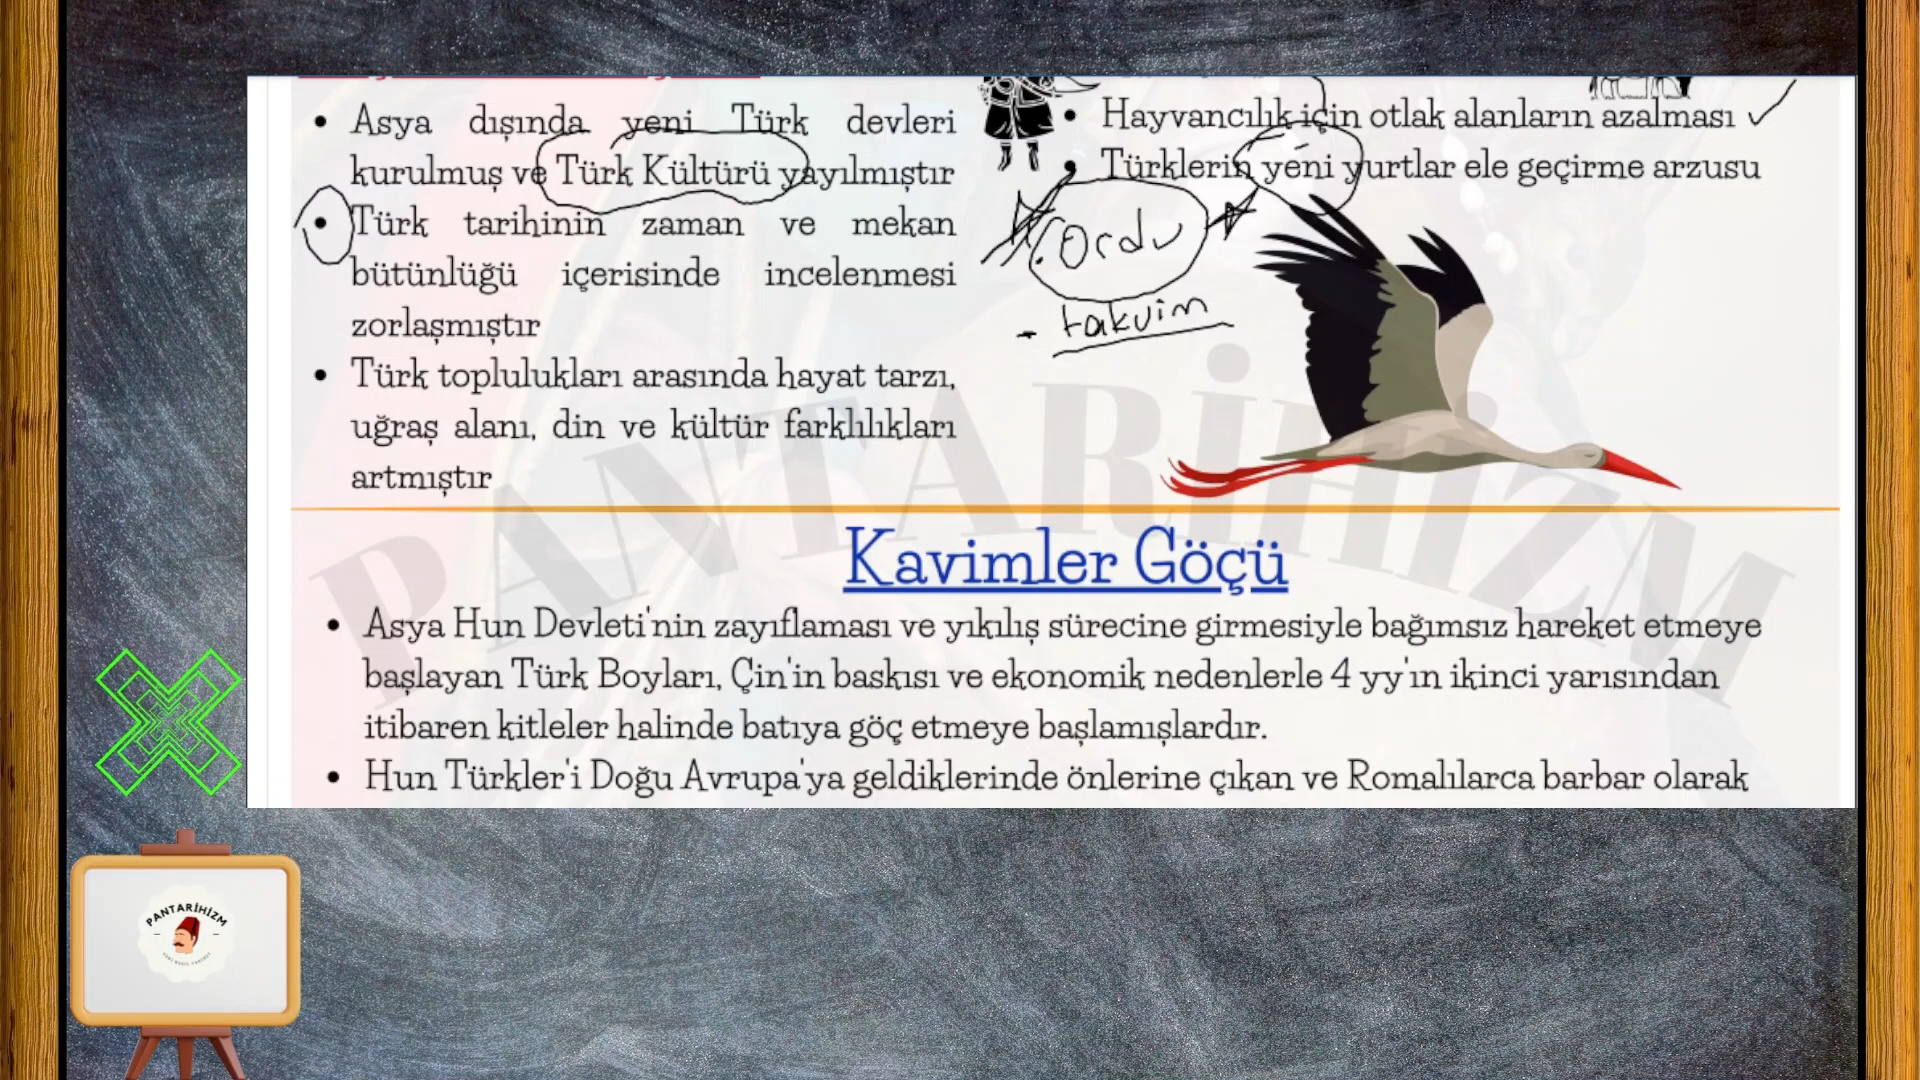 • Asya dışında yeni Türk devleri
kurulmuş ve Türk Kültürü yayılmıştır
• Türk tarihinin zaman ve mekan
bütünlüğü içerisinde incelenmesi
zorlaşmıştır
• Türk toplulukları arasında hayat tarzı,
uğraş alanı, din ve kültür farklılıkları
artmıştır
• Hayvancılık için otlak alanların azalması
• Türklerin yeni yurtlar ele geçirme arzusu
• ordu
- takvim
PANTARİHİZM
Kavimler Göçü
• Asya Hun Devleti'nin zayıflaması ve yıkılış sürecine girmesiyle bağımsız hareket etmeye
başlayan Türk Boyları, Çin'in baskısı ve ekonomik nedenlerle 4 yy'ın ikinci yarısından
itibaren kitleler halinde batıya göç etmeye başlamışlardır.
• Hun Türkler'i Doğu Avrupa'ya geldiklerinde önlerine çıkan ve Romalılarca barbar olarak
PANTARİHİZM